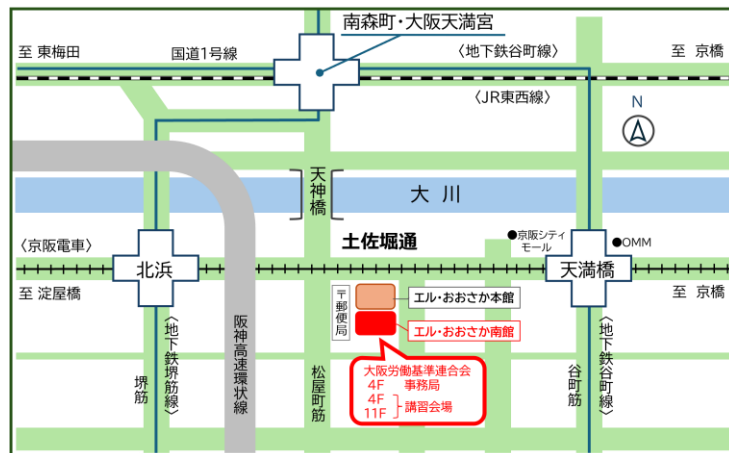 南森町・大阪天満宮
至 東梅田
国道1号線
〈地下鉄谷町線〉
至 京橋
〈JR東西線〉
N
天神橋
大川
土佐堀通
●京阪シティモール
●OMM
〈京阪電車〉
北浜
天満橋
至 淀屋橋
至 京橋
〒郵便局
エル・おおさか本館
エル・おおさか南館
大阪労働基準連合会
4F 事務局
4F
11F
講習会場
堺筋
〈地下鉄堺筋線〉
阪神高速環状線
松屋町筋
谷町筋
〈地下鉄谷町線〉